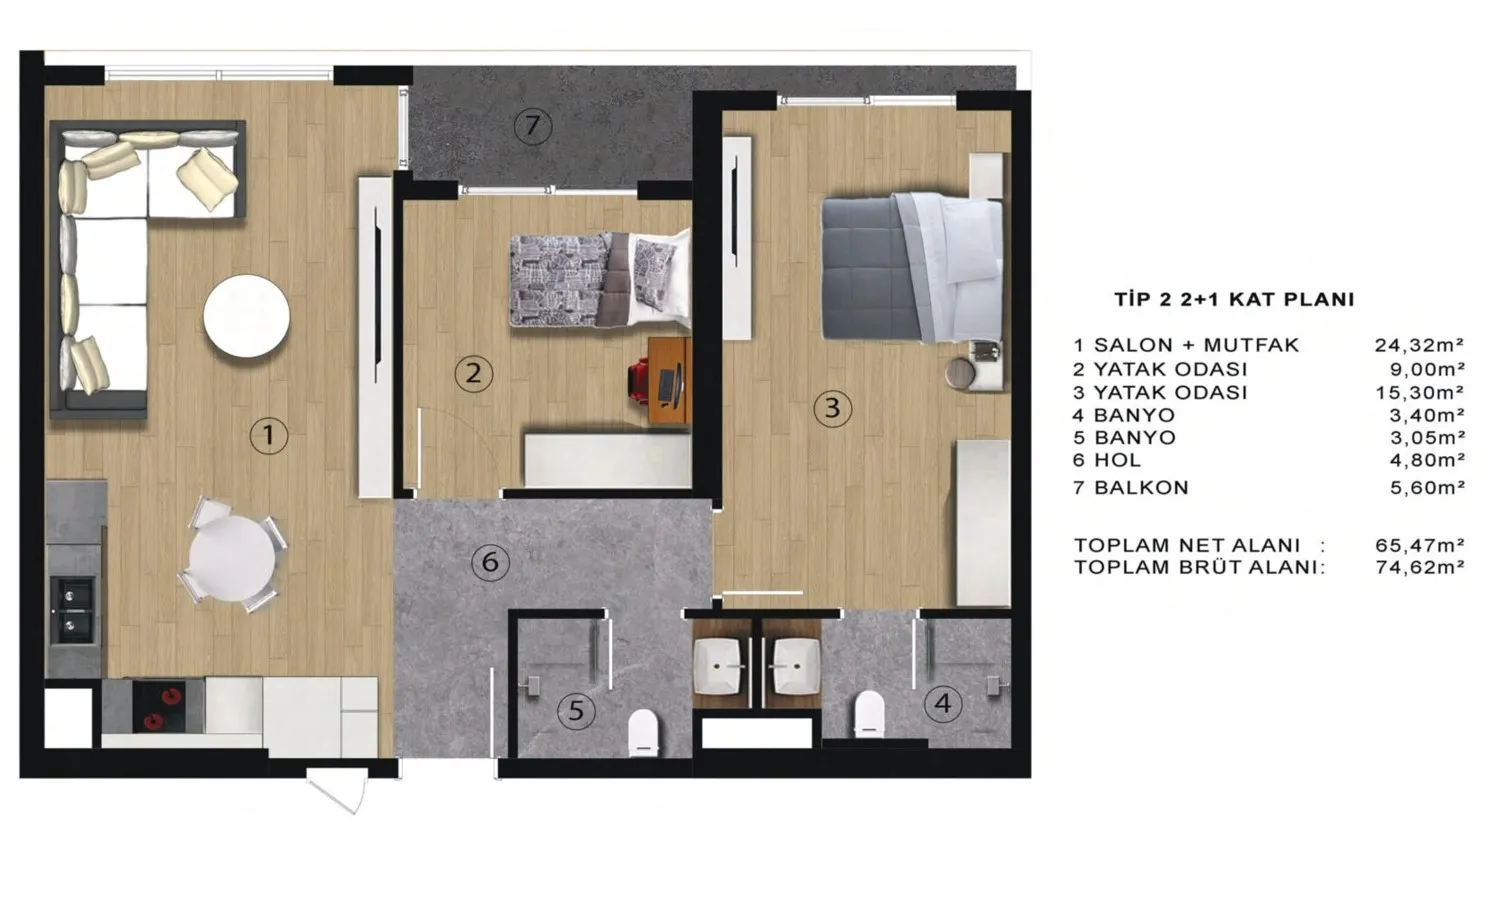 7
2
3
1
6
5
4
TİP 2 2+1 KAT PLANI
1 SALON + MUTFAK 24,32m²
2 YATAK ODASI 9,00m²
3 YATAK ODASI 15,30m²
4 BANYO 3,40m²
5 BANYO 3,05m²
6 HOL 4,80m²
7 BALKON 5,60m²
TOPLAM NET ALANI : 65,47m²
TOPLAM BRÜT ALANI: 74,62m²